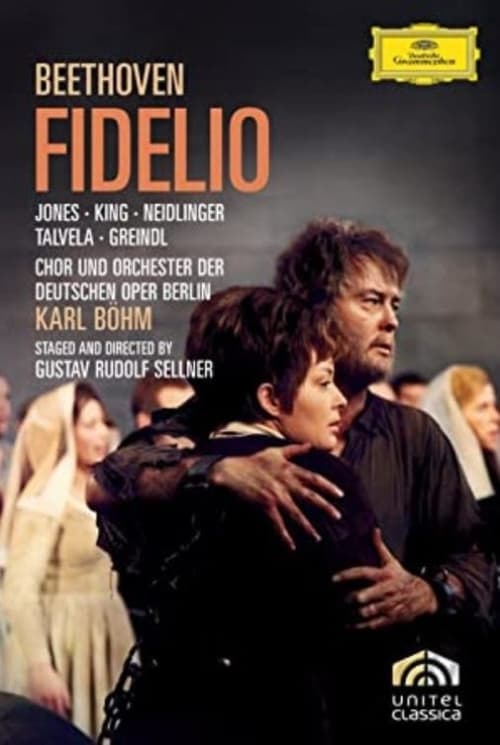 Deutsche
Grammophon
BEETHOVEN
FIDELIO
JONES · KING · NEIDLINGER
TALVELA · GREINDL
CHOR UND ORCHESTER DER
DEUTSCHEN OPER BERLIN
KARL BÖHM
STAGED AND DIRECTED BY
GUSTAV RUDOLF SELLNER
UNITEL
CLASSICA